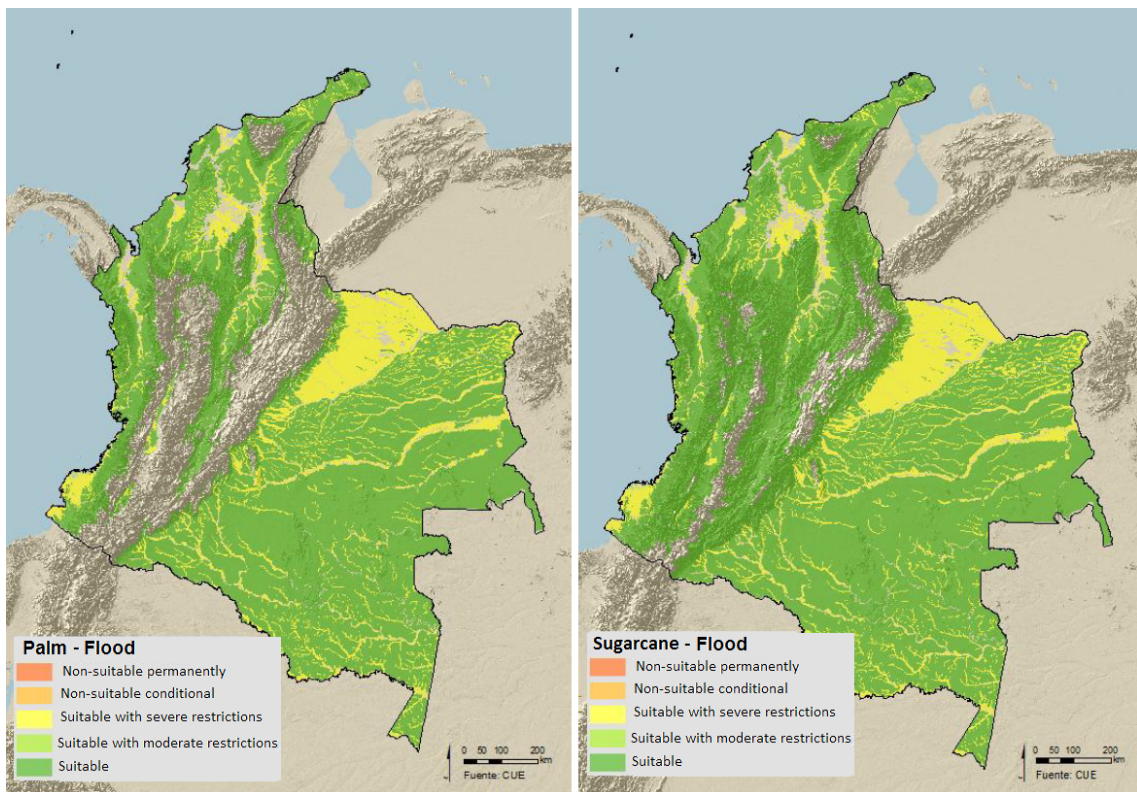 Palm - Flood
Non-suitable permanently
Non-suitable conditional
Suitable with severe restrictions
Suitable with moderate restrictions
Suitable
0 50 100 200
km
Fuente: CUE
Sugarcane - Flood
Non-suitable permanently
Non-suitable conditional
Suitable with severe restrictions
Suitable with moderate restrictions
Suitable
0 50 100 200
km
Fuente: CUE